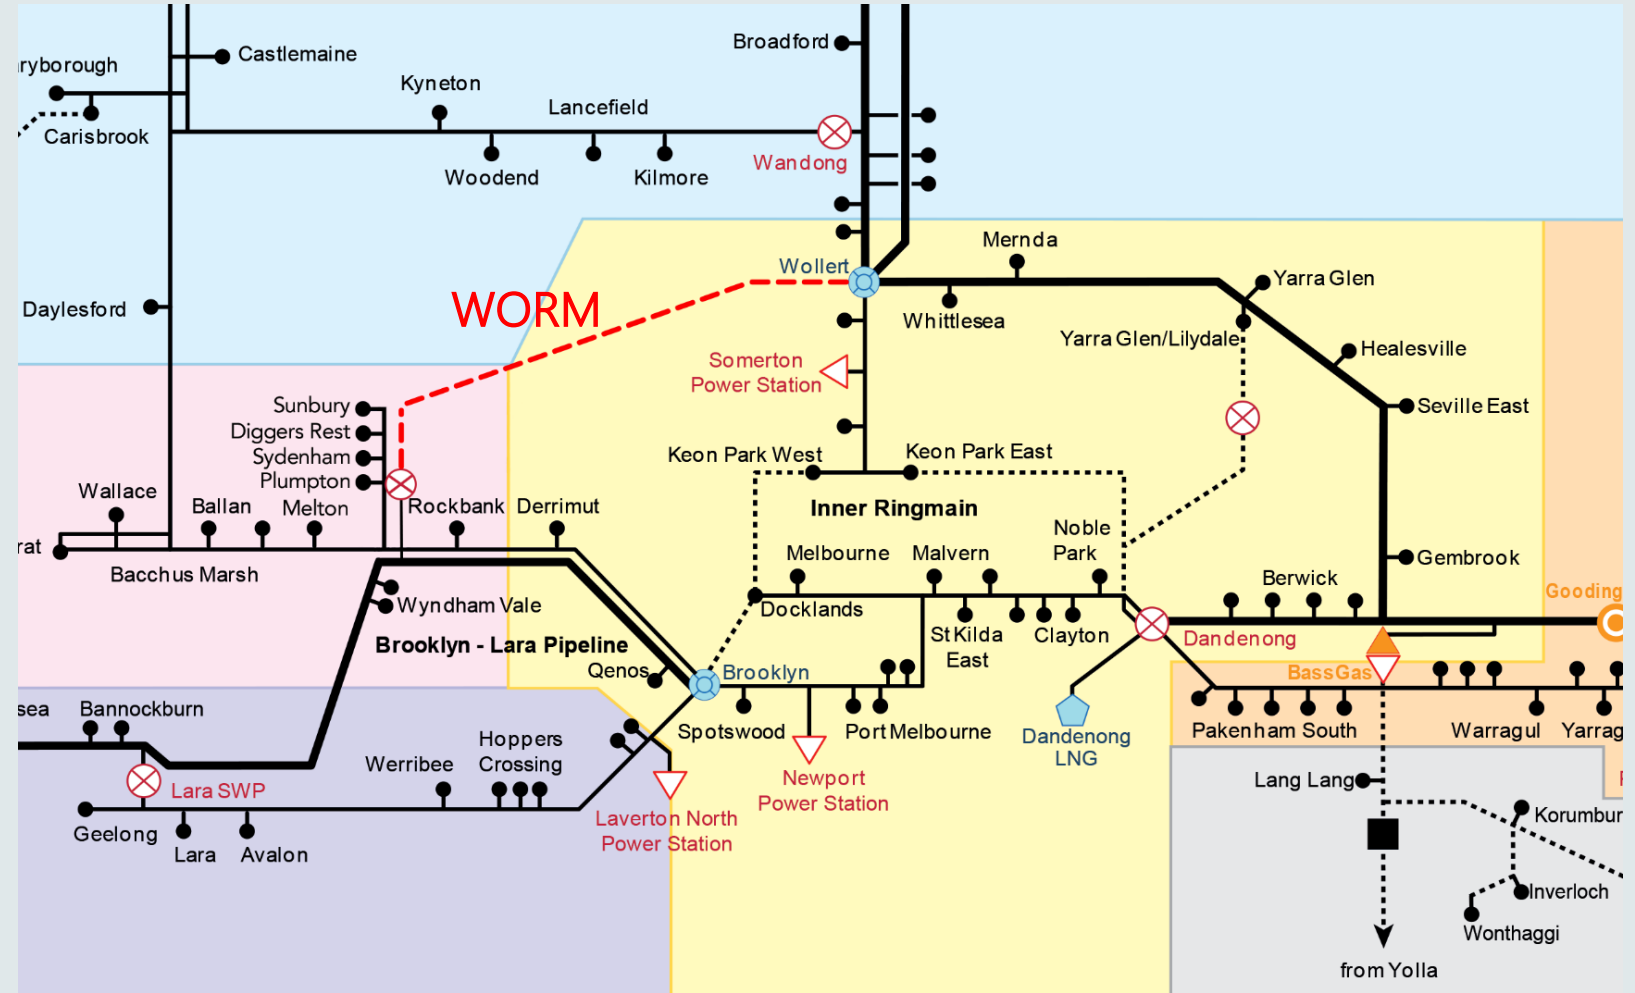 Broadford
Castlemaine
ryborough
Kyneton
Lancefield
Carisbrook
Wandong
Woodend
Kilmore
Mernda
Wollert
Yarra Glen
Daylesford
WORM
Whittlesea
Yarra Glen/Lilydale
Healesville
Somerton
Power Station
Sunbury
Seville East
Diggers Rest
Sydenham
Keon Park West
Keon Park East
Plumpton
Wallace
Ballan
Melton
Rockbank
Derrimut
Inner Ringmain
Noble
Park
rat
Melbourne
Malvern
Gembrook
Bacchus Marsh
Berwick
Gooding
Wyndham Vale
Docklands
St Kilda
East
Clayton
Dandenong
Brooklyn - Lara Pipeline
Qenos
Brooklyn
BassGas
sea
Bannockburn
Spotswood
Port Melbourne
Pakenham South
Warragul
Yarrag
Hoppers
Crossing
Dandenong
LNG
Werribee
Newport
Power Station
Lang Lang
Lara SWP
Laverton North
Power Station
Korumbur
Geelong
Lara
Avalon
Inverloch
Wonthaggi
from Yolla